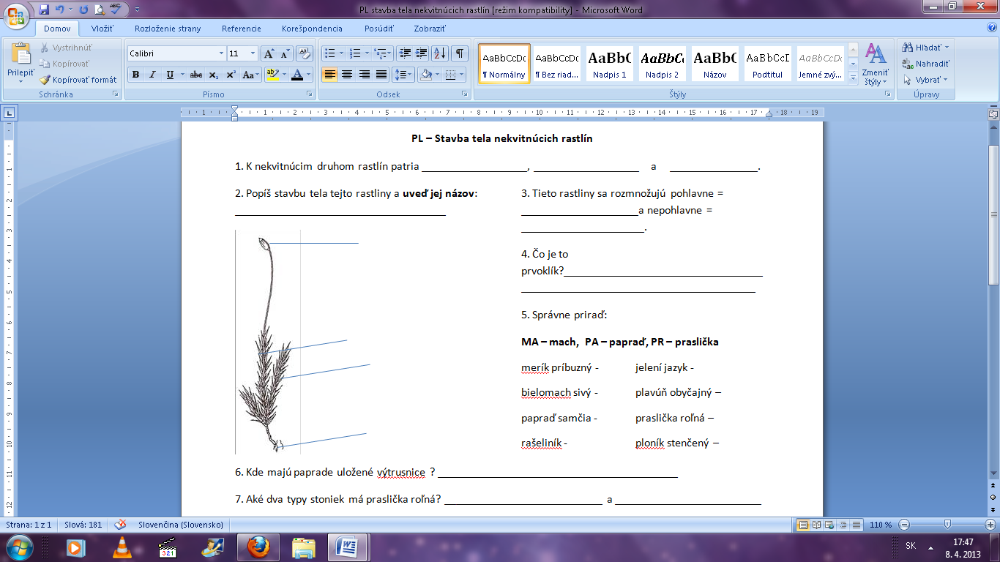 PL stavba tela nekvitnúcich rastlín [režim kompatibility] - Microsoft Word
Domov Vložiť Rozloženie strany Referencie Korešpondencia Posúdiť Zobraziť
Prilepiť
Vystrihnúť
Kopírovať
Kopírovať formát
Schránka
Calibri 11
Písmo
Odsek
AaBbCcDc AaBbCcDc AaBbC AaBbCc AaBbC AaBbCcI AaBbCcDc
¶ Normálny ¶ Bez riad... Nadpis 1 Nadpis 2 Názov Podtitul Jemné zvý...
Zmeniť štýly
Štýly
Hľadať
Nahradiť
Vybrať
Úpravy
PL – Stavba tela nekvitnúcich rastlín
1. K nekvitnúcim druhom rastlín patria __________________, __________________ a _______________.
2. Popíš stavbu tela tejto rastliny a uveď jej názov:
____________________________________
3. Tieto rastliny sa rozmnožujú pohlavne =
____________________a nepohlavne =
_____________________.
4. Čo je to
prvoklík?__________________________________
________________________________________
5. Správne priraď:
MA – mach, PA – papraď, PR – praslička
merík príbuzný - jelení jazyk -
bielomach sivý - plavúň obyčajný –
papraď samčia - praslička roľná –
rašeliník - ploník stenčený –
6. Kde majú paprade uložené výtrusnice ? _________________________________________
7. Aké dva typy stoniek má praslička roľná? ___________________________ a _________________________
Strana: 1 z 1 Slová: 181 Slovenčina (Slovensko) 110 %
SK 17:47
8. 4. 2013